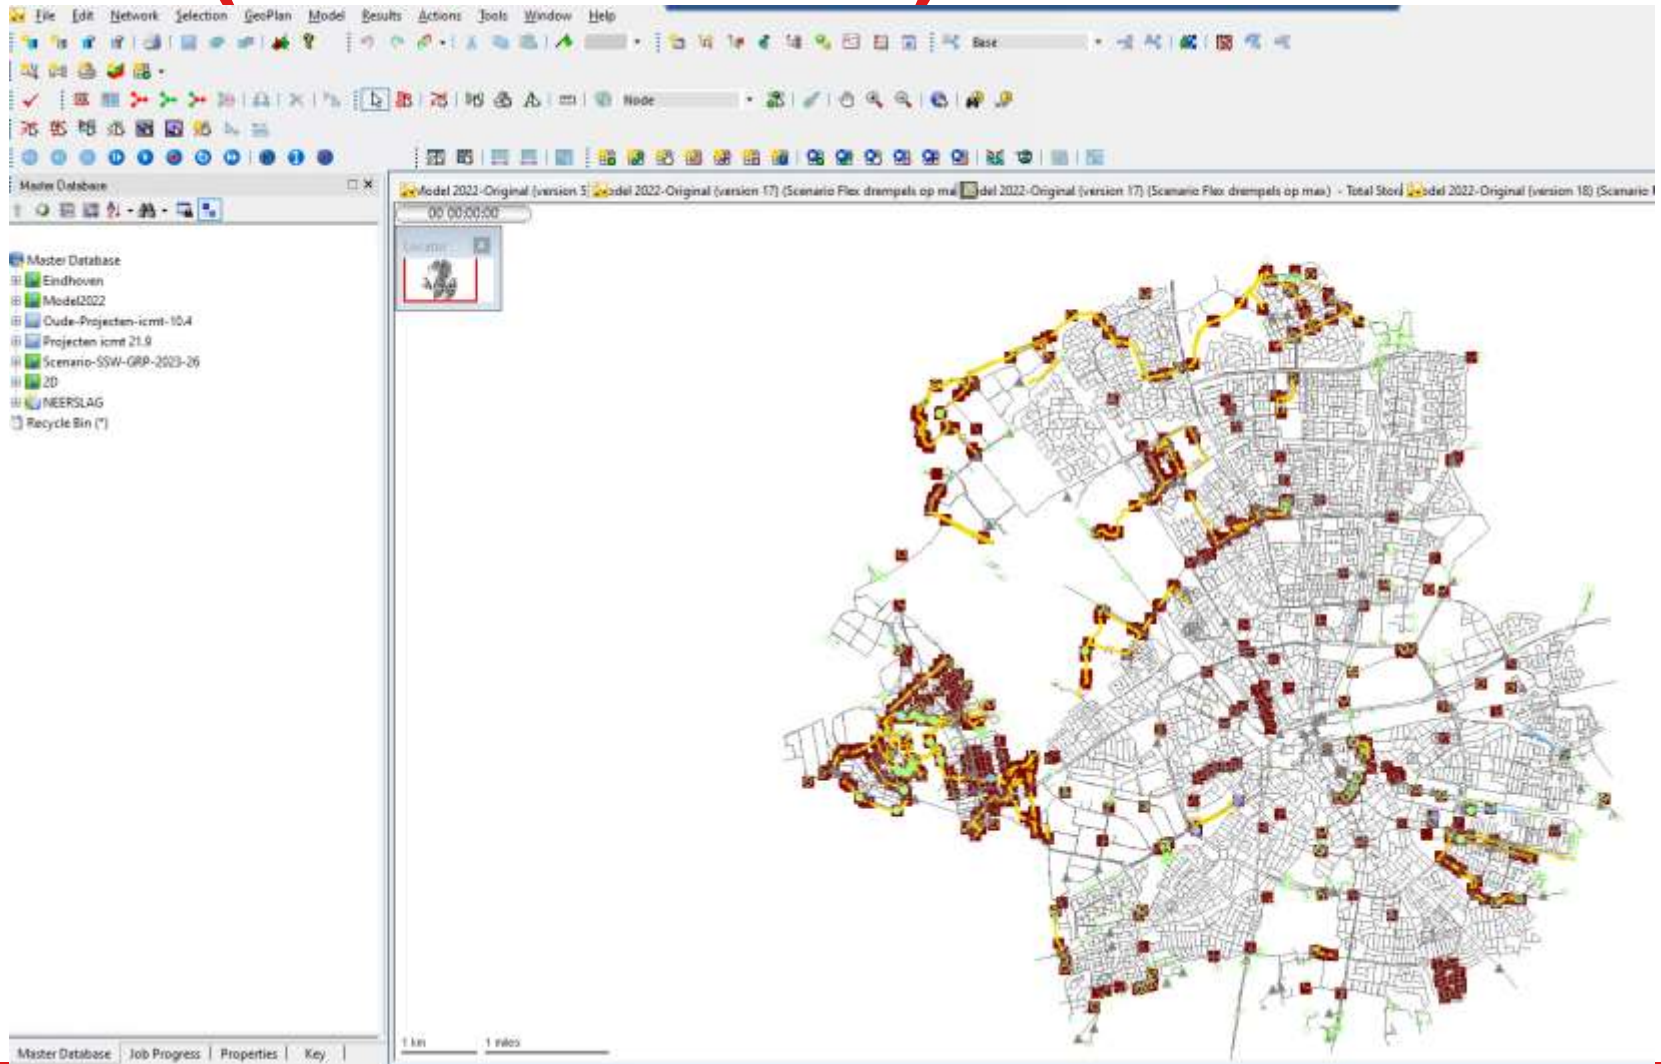 File Edit Network Selection GeoPlan Model Results Actions Tools Window Help
Base
Node
Master Database
Model 2022-Original (version 5
odel 2022-Original (version 17) (Scenario Flex drempels op ma
del 2022-Original (version 17) (Scenario Flex drempels op max) - Total Stord
odel 2022-Original (version 18) (Scenario
00 00:00:00
Locator
Master Database
Eindhoven
Model2022
Oude-Projecten-icmt-10.4
Projecten icmt 21.9
Scenario-SSW-GRP-2023-26
2D
NEERSLAG
Recycle Bin (*)
1 km
1 miles
Master Database Job Progress Properties Key